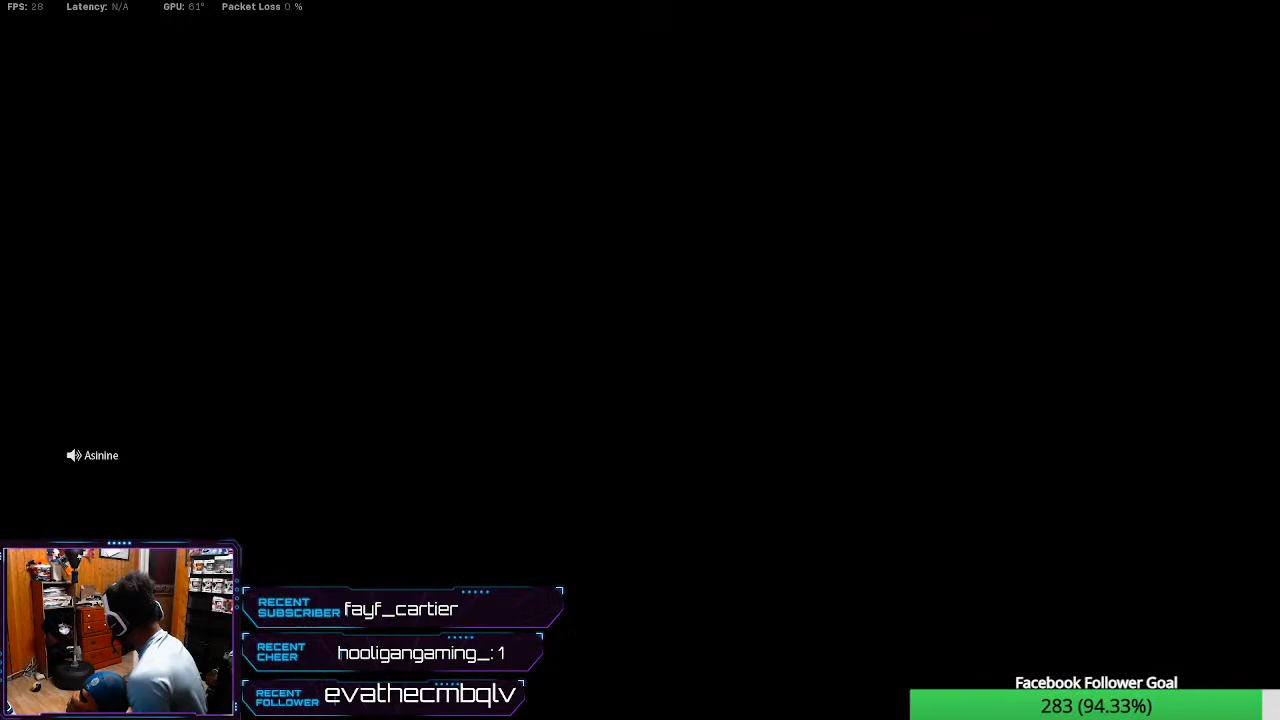 FPS: 28 Latency: N/A GPU: 61° Packet Loss 0 %
Asinine
RECENT SUBSCRIBER fayf_cartier
RECENT CHEER hooligangaming_: 1
RECENT FOLLOWER evathecmbqlv
Facebook Follower Goal
283 (94.33%)